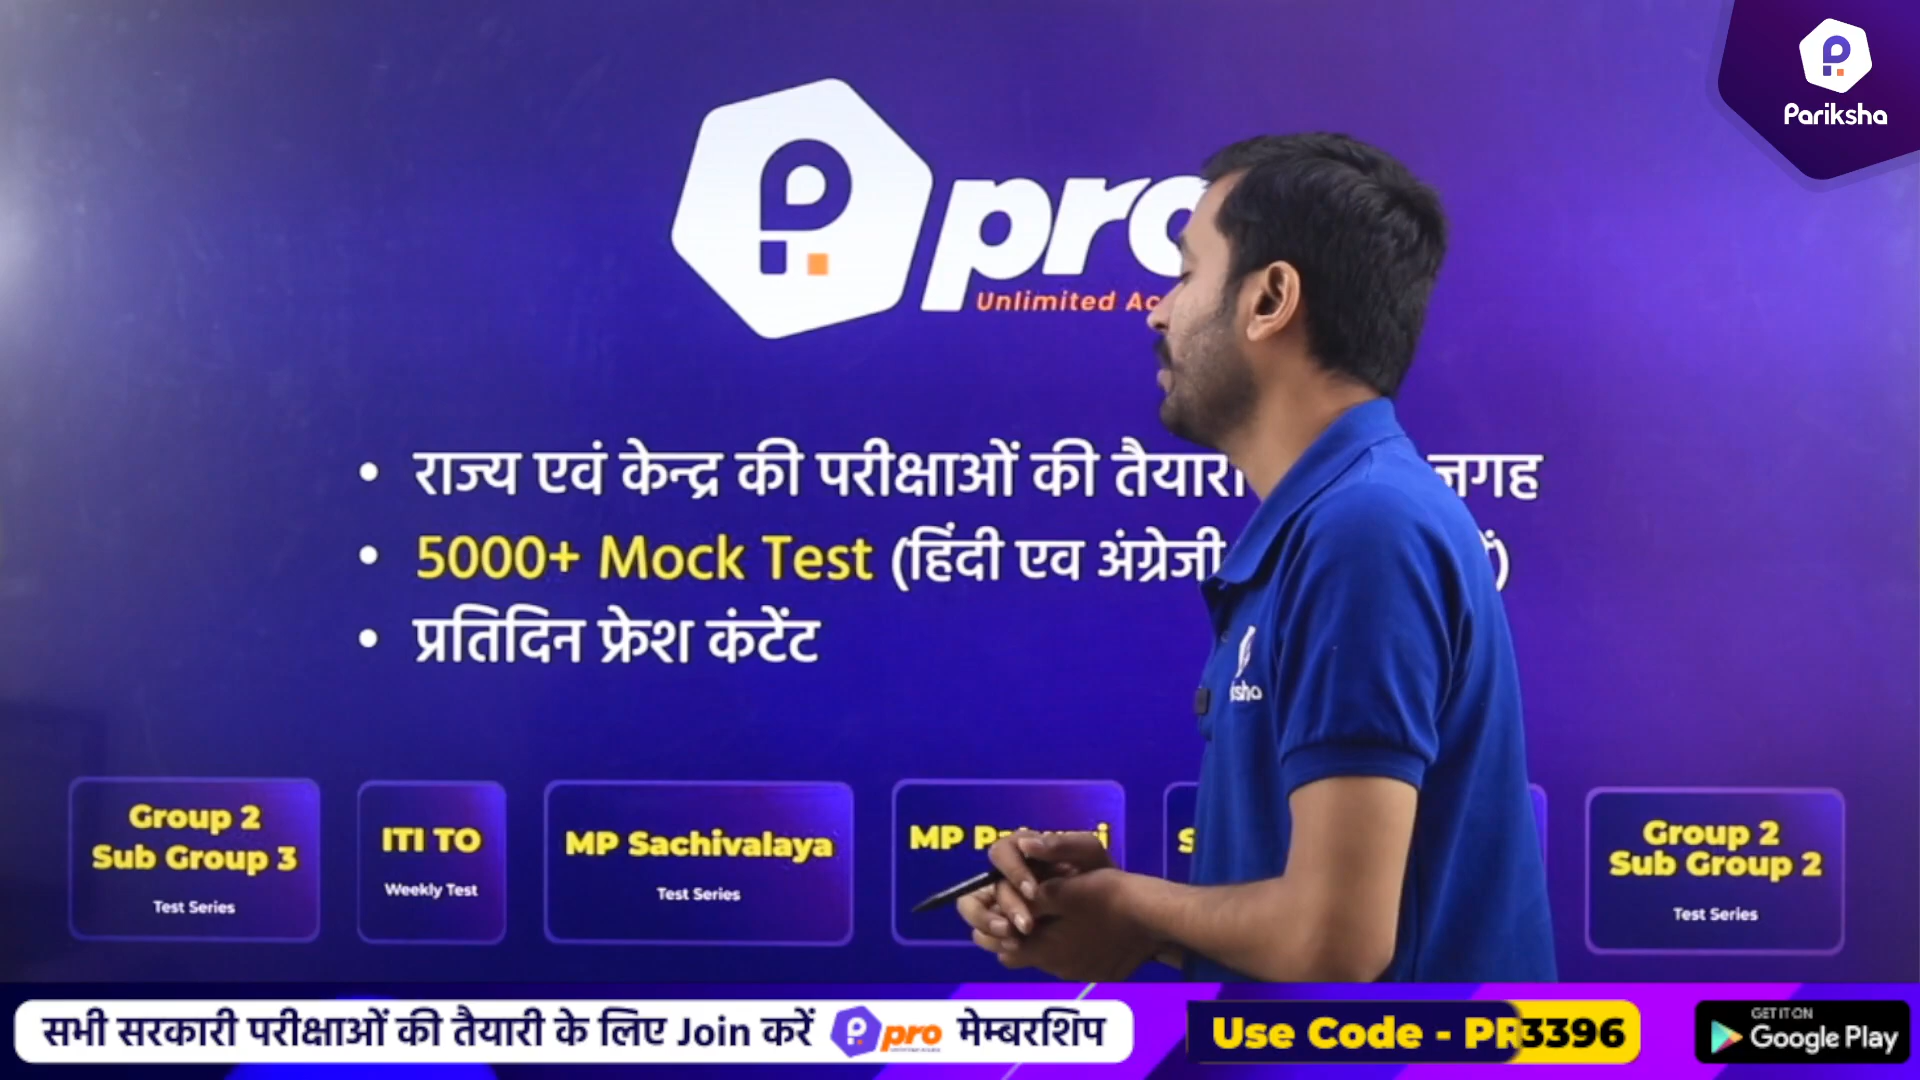 Pariksha
pro
Unlimited
राज्य एवं केन्द्र की परीक्षाओं की जगह
5000+ Mock Test (हिंदी एव अंग्रेजी
प्रतिदिन फ्रेश कंटेंट
Group 2
Sub Group 3
Test Series
ITI TO
Weekly Test
MP Sachivalaya
Test Series
MP
Group 2
Sub Group 2
Test Series
सभी सरकारी परीक्षाओं की तैयारी के लिए Join करें pro मेम्बरशिप
Use Code - PR3396
GET IT ON
Google Play